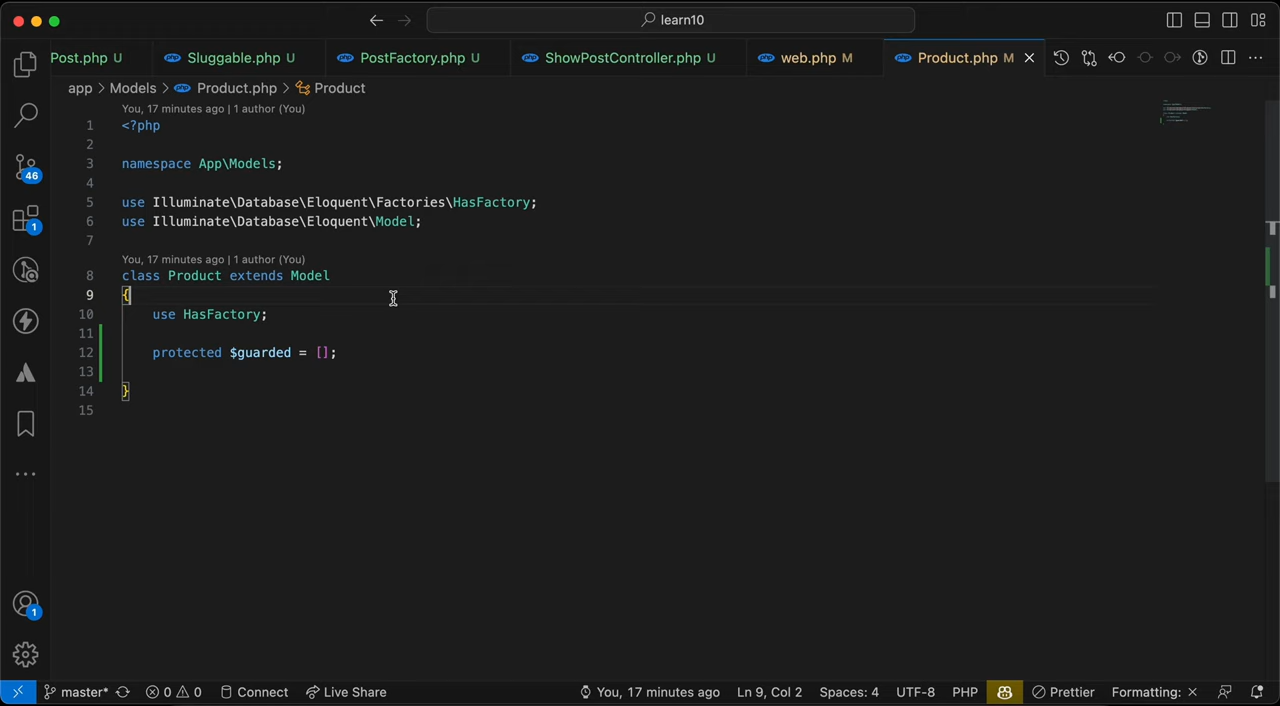 learn10
Post.php U
Sluggable.php U
PostFactory.php U
ShowPostController.php U
web.php M
Product.php M
app > Models > Product.php > Product
You, 17 minutes ago | 1 author (You)
1 <?php
2
3 namespace App\Models;
4
5 use Illuminate\Database\Eloquent\Factories\HasFactory;
6 use Illuminate\Database\Eloquent\Model;
7
You, 17 minutes ago | 1 author (You)
8 class Product extends Model
9 {
10 use HasFactory;
11
12 protected $guarded = [];
13
14 }
15
46
1
1
master* 0 0 Connect Live Share You, 17 minutes ago Ln 9, Col 2 Spaces: 4 UTF-8 PHP Prettier Formatting: ×